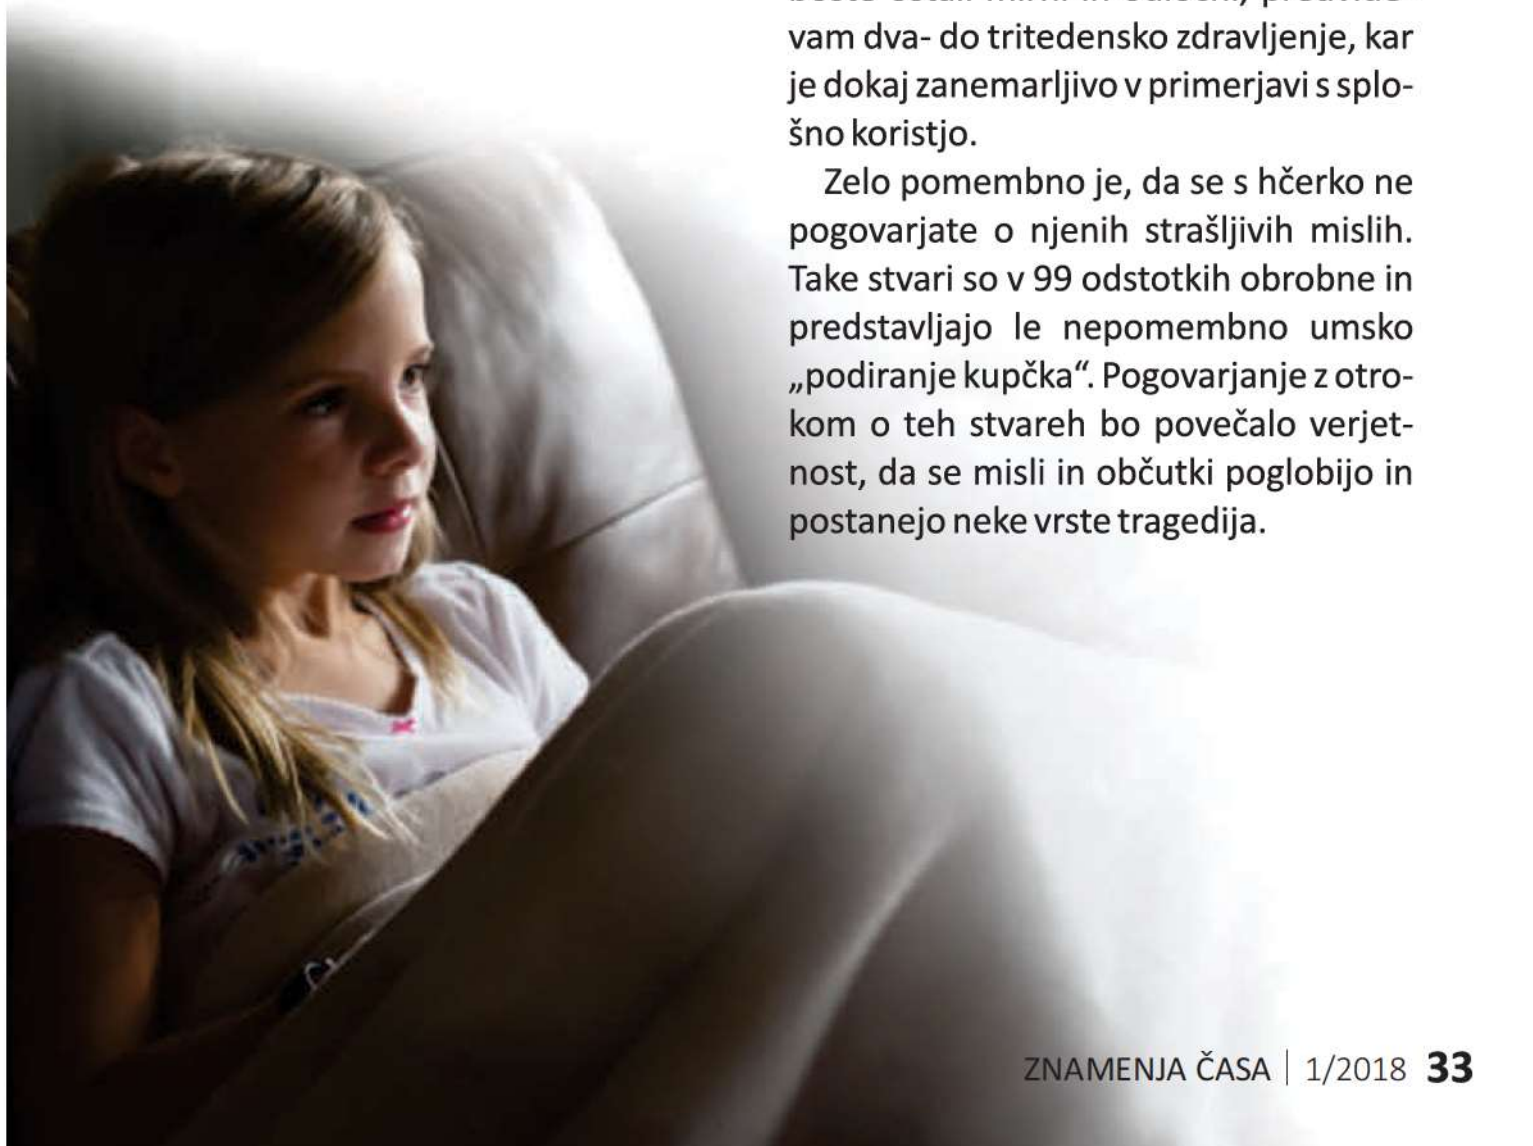 vam dva- do tritedensko zdravljenje, kar
je dokaj zanemarljivo v primerjavi s splo-
šno koristjo.
Zelo pomembno je, da se s hčerko ne
pogovarjate o njenih strašljivih mislih.
Take stvari so v 99 odstotkih obrobne in
predstavljajo le nepomembno umsko
„podiranje kupčka“. Pogovarjanje z otro-
kom o teh stvareh bo povečalo verjet-
nost, da se misli in občutki poglobijo in
postanejo neke vrste tragedija.
ZNAMENJA ČASA | 1/2018 33